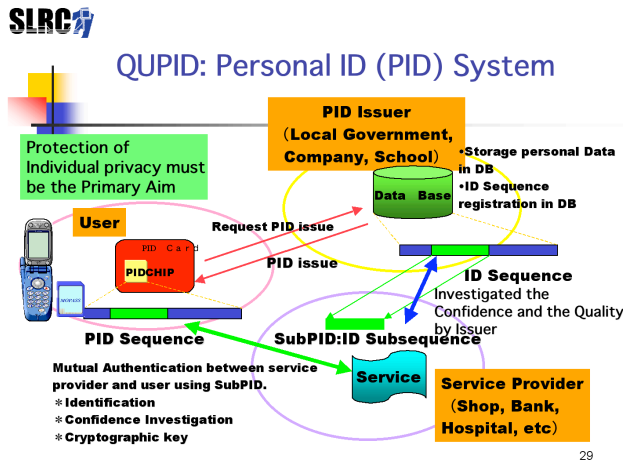 SLRC
QUPID: Personal ID (PID) System
PID Issuer
（Local Government,
Company, School）
Protection of
Individual privacy must
be the Primary Aim
•Storage personal Data
in DB
•ID Sequence
registration in DB
Data Base
User
Request PID issue
PID Card
PIDCHIP
PID issue
ID Sequence
Investigated the
Confidence and the Quality
by Issuer
PID Sequence
SubPID:ID Subsequence
Mutual Authentication between service
provider and user using SubPID.
＊Identification
＊Confidence Investigation
＊Cryptographic key
Service
Service Provider
（Shop, Bank,
Hospital, etc）
29